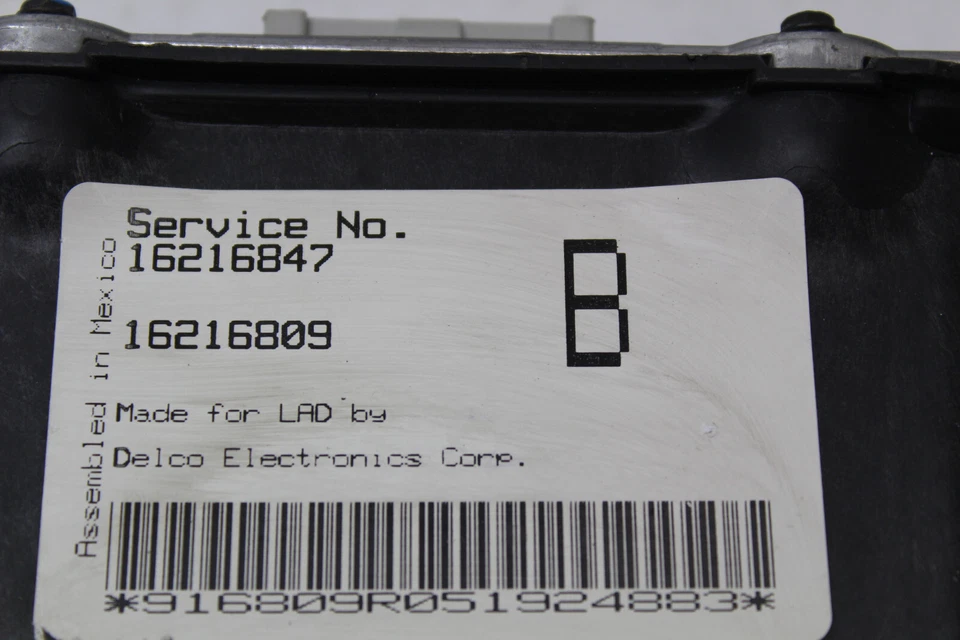 Service No.
16216847
B
16216809
Made for LAD by
Delco Electronics Corp.
*916809R051924883*
Assembled in Mexico